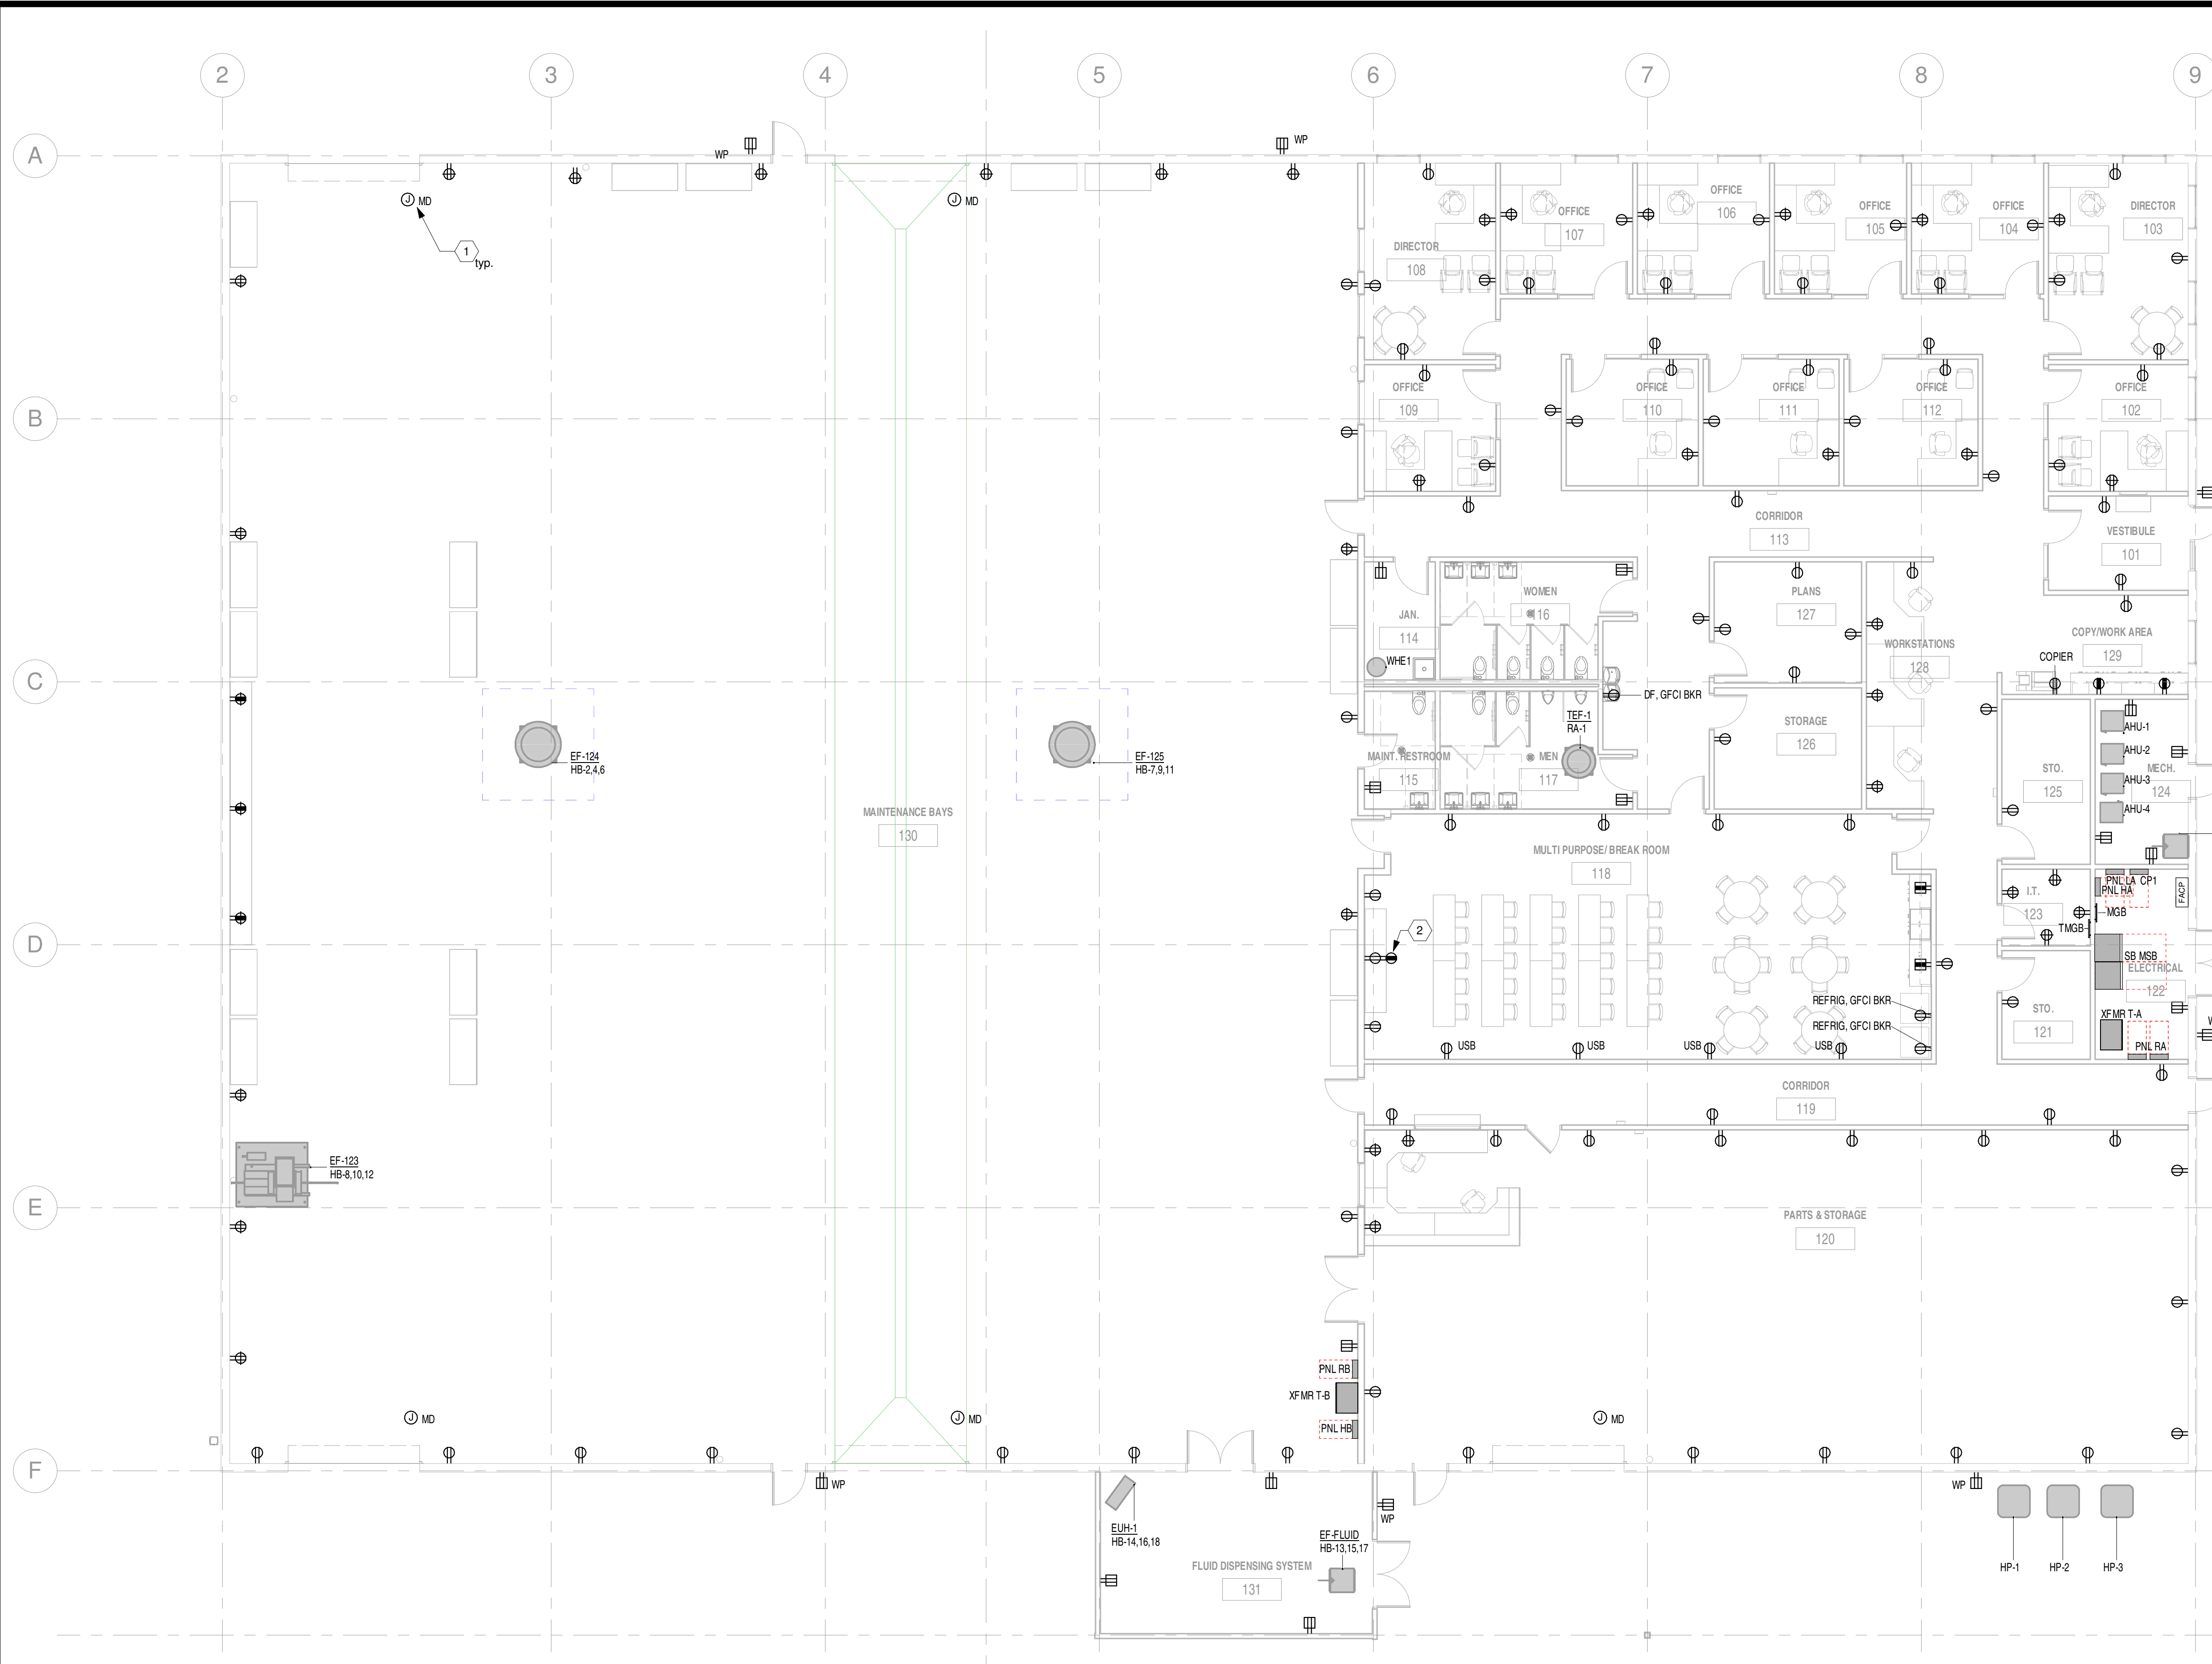 2 3 4 5 6 7 8 9
A
WP
WP
J MD
J MD
1
typ.
OFFICE
107
OFFICE
106
OFFICE
105
OFFICE
104
DIRECTOR
103
DIRECTOR
108
B
OFFICE
109
OFFICE
110
OFFICE
111
OFFICE
112
OFFICE
102
CORRIDOR
113
VESTIBULE
101
JAN.
114
WHE1
WOMEN
116
PLANS
127
WORKSTATIONS
128
COPY/WORK AREA
129
COPIER
C
DF, GFCI BKR
TEF-1
RA-1
STORAGE
126
EF-124
HB-2,4,6
EF-125
HB-7,9,11
MAINT. RESTROOM
115
MEN
117
STO.
125
MECH.
124
AHU-1
AHU-2
AHU-3
AHU-4
MAINTENANCE BAYS
130
MULTI PURPOSE/ BREAK ROOM
118
I.T.
123
PNL LA CP1
PNL HA
FACP
MGB
TMGB
D
2
SB MSB
ELECTRICAL
122
REFRIG, GFCI BKR
REFRIG, GFCI BKR
STO.
121
XFMR T-A
PNL RA
USB
USB
USB
USB
CORRIDOR
119
EF-123
HB-8,10,12
E
PARTS & STORAGE
120
PNL RB
XFMR T-B
PNL HB
J MD
J MD
J MD
F
WP
WP
WP
EUH-1
HB-14,16,18
EF-FLUID
HB-13,15,17
FLUID DISPENSING SYSTEM
131
HP-1
HP-2
HP-3